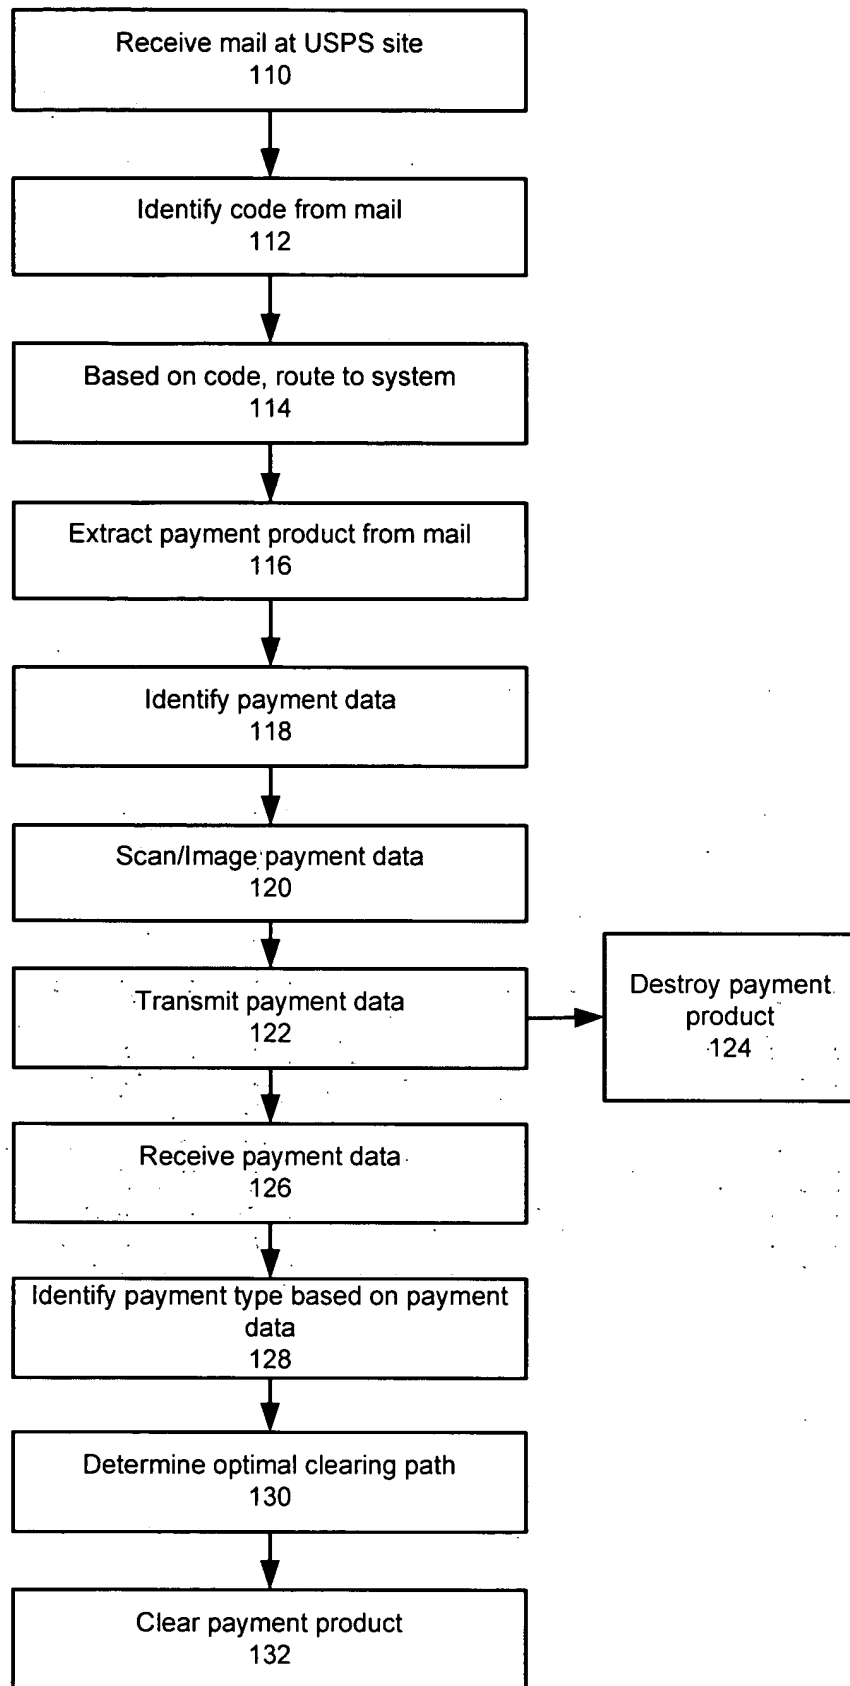 Receive mail at USPS site
110
Identify code from mail
112
Based on code, route to system
114
Extract payment product from mail
116
Identify payment data
118
Scan/Image payment data
120
Transmit payment data
122
Destroy payment
product
124
Receive payment data
126
Identify payment type based on payment
data
128
Determine optimal clearing path
130
Clear payment product
132